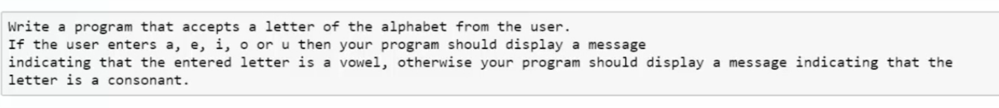 Write a program that accepts a letter of the alphabet from the user.
If the user enters a, e, i, o or u then your program should display a message
indicating that the entered letter is a vowel, otherwise your program should display a message indicating that the
letter is a consonant.